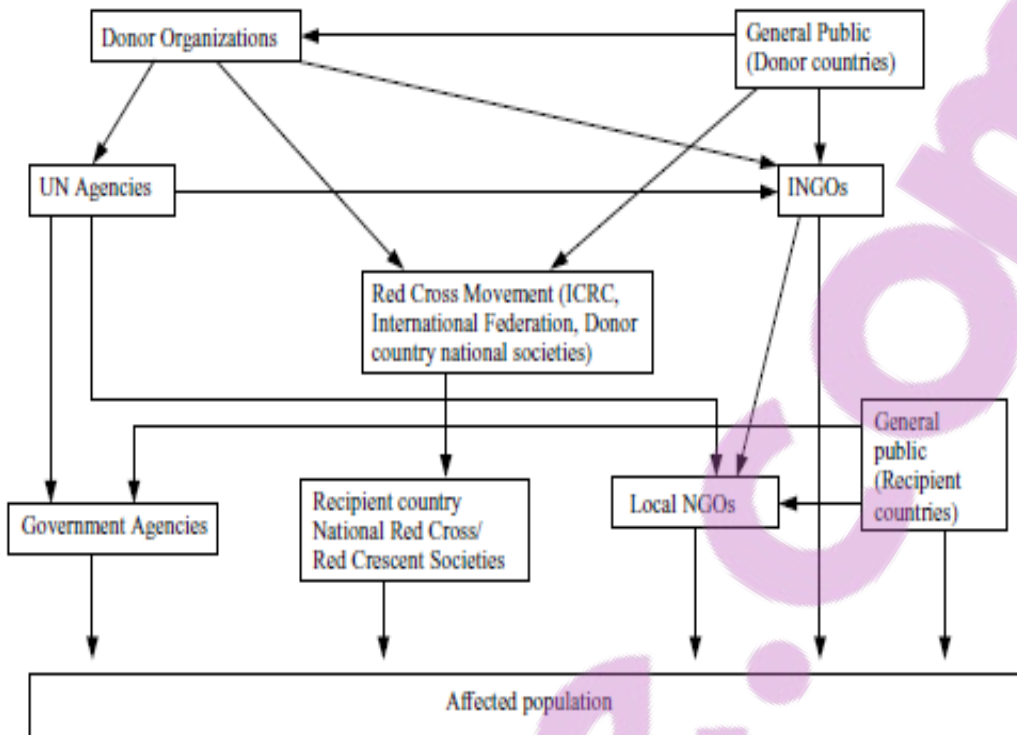 Donor Organizations
General Public
(Donor countries)
UN Agencies
INGOs
Red Cross Movement (ICRC,
International Federation, Donor
country national societies)
General
public
(Recipient
countries)
Recipient country
National Red Cross/
Red Crescent Societies
Local NGOs
Government Agencies
Affected population